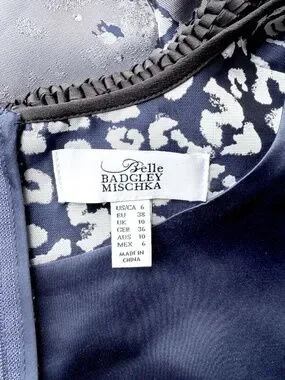 Belle
BADGLEY
MISCHKA
US/CA 6
EU 38
UK 10
GER 36
AUS 10
MEX 6
MADE IN
CHINA